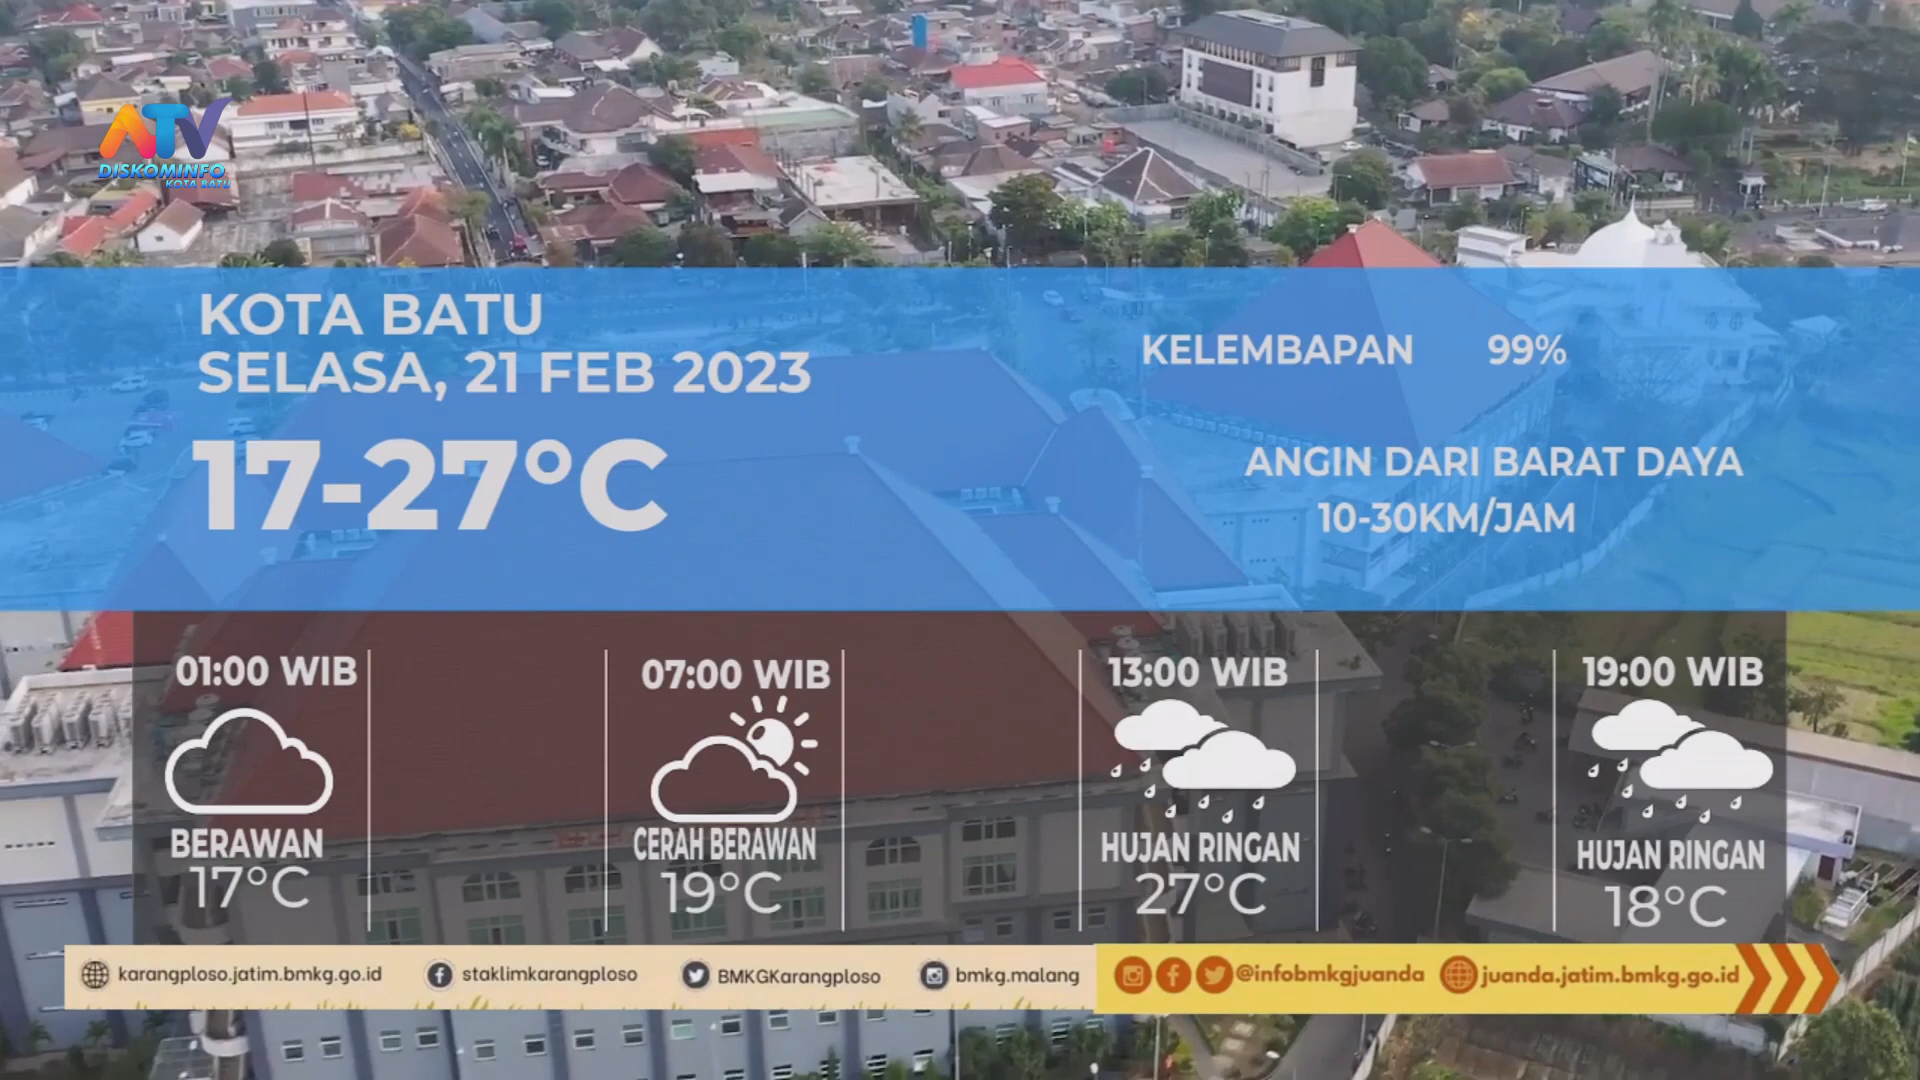 ATV
DISKOMINFO
KOTA BATU
KOTA BATU
SELASA, 21 FEB 2023
17-27°C
KELEMBAPAN 99%
ANGIN DARI BARAT DAYA
10-30KM/JAM
01:00 WIB
BERAWAN
17°C
07:00 WIB
CERAH BERAWAN
19°C
13:00 WIB
HUJAN RINGAN
27°C
19:00 WIB
HUJAN RINGAN
18°C
karangploso.jatim.bmkg.go.id staklimkarangploso BMKGKarangploso bmkg.malang @infobmkgjuanda juanda.jatim.bmkg.go.id